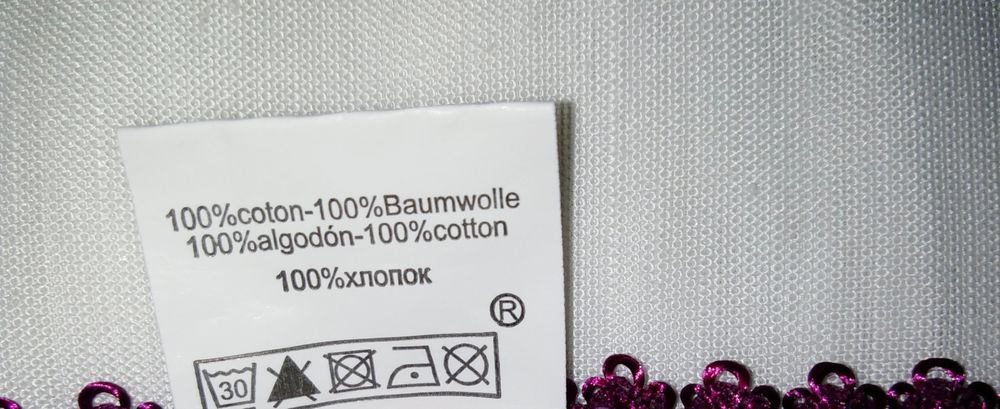 100%coton-100%Baumwolle
100%algodón-100%cotton
100%хлопок
®
30